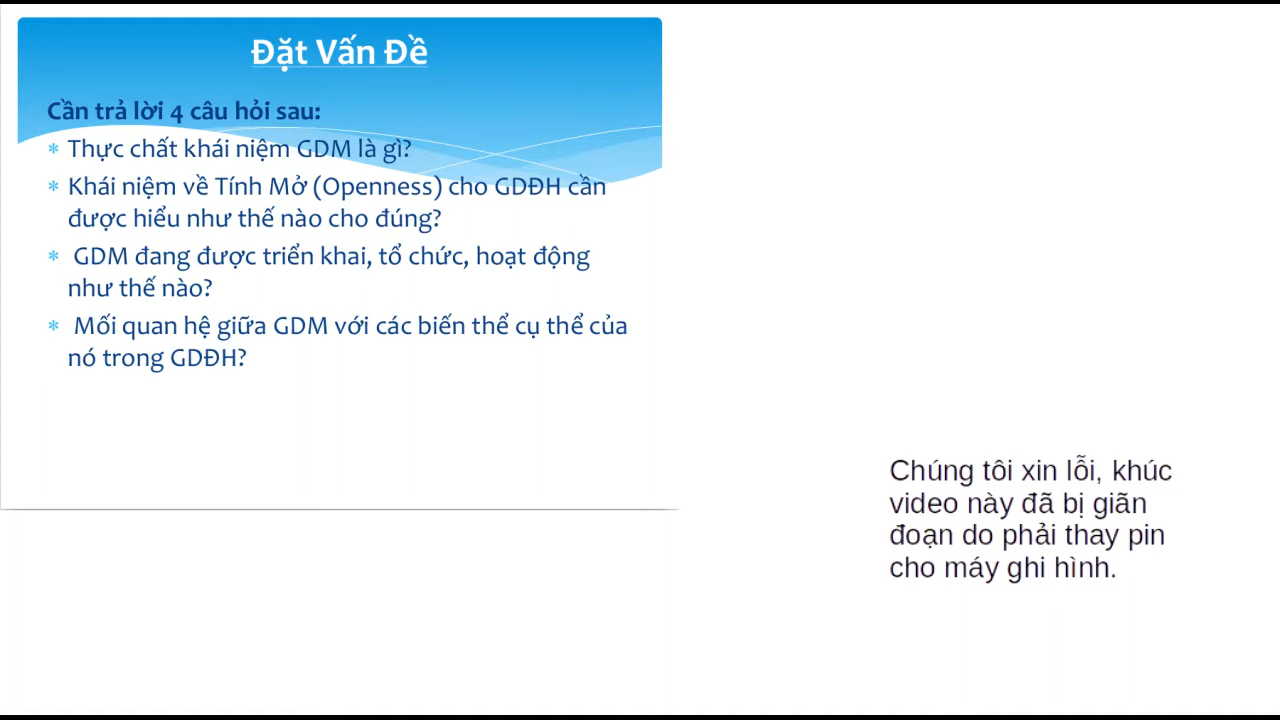 Đặt Vấn Đề
Cần trả lời 4 câu hỏi sau:
* Thực chất khái niệm GDM là gì?
* Khái niệm về Tính Mở (Openness) cho GDĐH cần
được hiểu như thế nào cho đúng?
* GDM đang được triển khai, tổ chức, hoạt động
như thế nào?
* Mối quan hệ giữa GDM với các biến thể cụ thể của
nó trong GDĐH?
Chúng tôi xin lỗi, khúc
video này đã bị giãn
đoạn do phải thay pin
cho máy ghi hình.